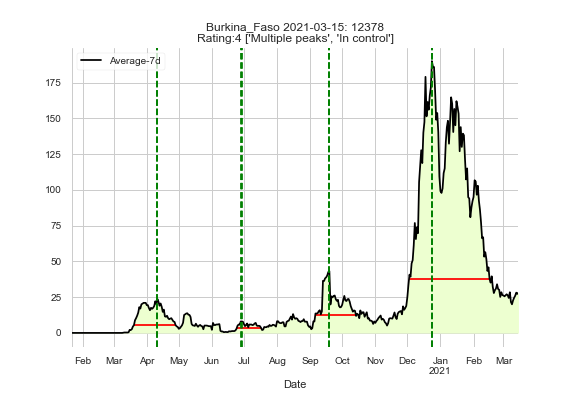 Burkina_Faso 2021-03-15: 12378
Rating:4 ['Multiple peaks', 'In control']
Average-7d
175
150
125
100
75
50
25
0
Feb Mar Apr May Jun Jul Aug Sep Oct Nov Dec Jan Feb Mar
2021
Date